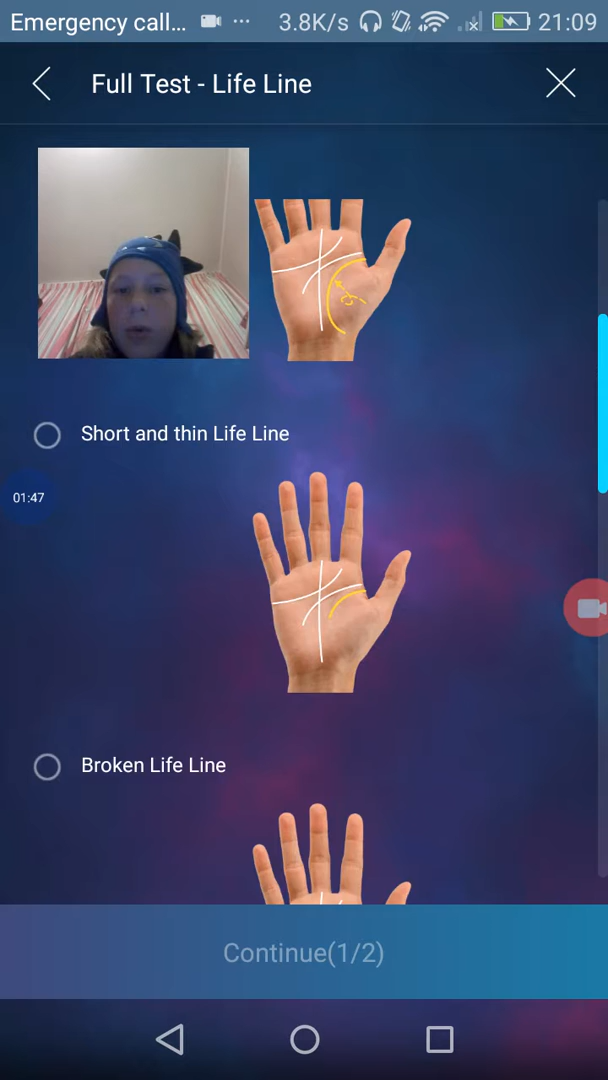 Emergency call... ... 3.8K/s 21:09
Full Test - Life Line
Short and thin Life Line
01:47
Broken Life Line
Continue(1/2)